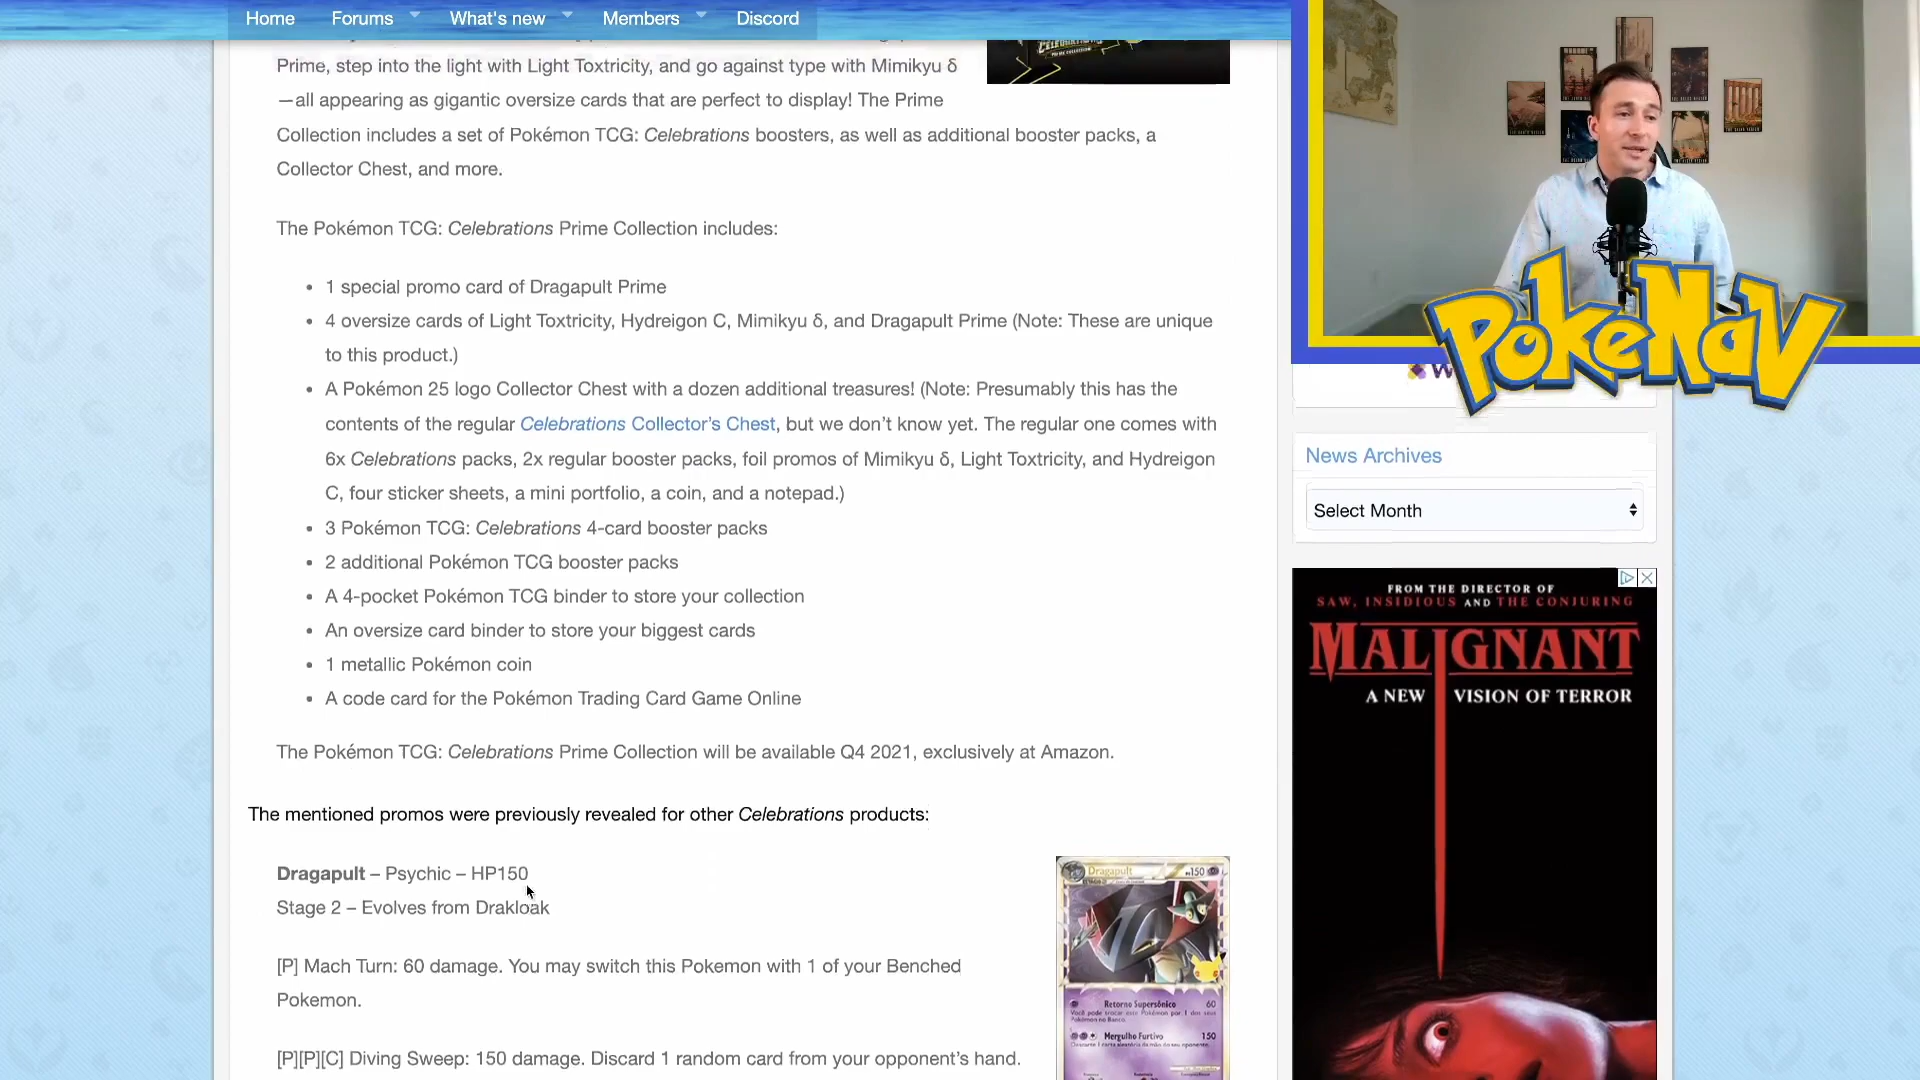 Home Forums What's new Members Discord
Prime, step into the light with Light Toxtricity, and go against type with Mimikyu δ
—all appearing as gigantic oversize cards that are perfect to display! The Prime
Collection includes a set of Pokémon TCG: Celebrations boosters, as well as additional booster packs, a
Collector Chest, and more.
The Pokémon TCG: Celebrations Prime Collection includes:
• 1 special promo card of Dragapult Prime
• 4 oversize cards of Light Toxtricity, Hydreigon C, Mimikyu δ, and Dragapult Prime (Note: These are unique
to this product.)
• A Pokémon 25 logo Collector Chest with a dozen additional treasures! (Note: Presumably this has the
contents of the regular Celebrations Collector's Chest, but we don't know yet. The regular one comes with
6x Celebrations packs, 2x regular booster packs, foil promos of Mimikyu δ, Light Toxtricity, and Hydreigon
C, four sticker sheets, a mini portfolio, a coin, and a notepad.)
• 3 Pokémon TCG: Celebrations 4-card booster packs
• 2 additional Pokémon TCG booster packs
• A 4-pocket Pokémon TCG binder to store your collection
• An oversize card binder to store your biggest cards
• 1 metallic Pokémon coin
• A code card for the Pokémon Trading Card Game Online
The Pokémon TCG: Celebrations Prime Collection will be available Q4 2021, exclusively at Amazon.
The mentioned promos were previously revealed for other Celebrations products:
Dragapult – Psychic – HP150
Stage 2 – Evolves from Drakloak
[P] Mach Turn: 60 damage. You may switch this Pokemon with 1 of your Benched
Pokemon.
[P][P][C] Diving Sweep: 150 damage. Discard 1 random card from your opponent's hand.
Dragapult 150
Retorno Supersônico 60
Mergulho Furtivo 150
PokeNav
News Archives
Select Month
FROM THE DIRECTOR OF
SAW, INSIDIOUS AND THE CONJURING
MALIGNANT
A NEW VISION OF TERROR